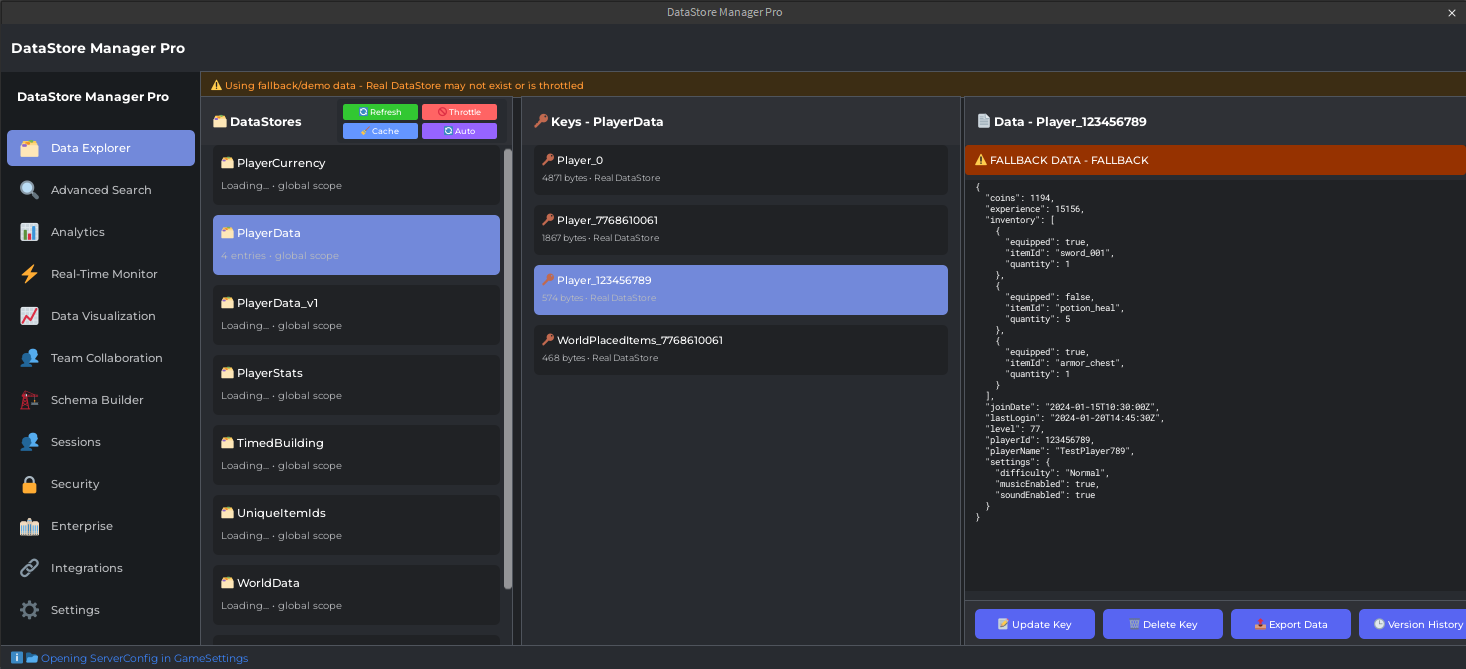 DataStore Manager Pro
×
DataStore Manager Pro
DataStore Manager Pro
Data Explorer
Advanced Search
Analytics
Real-Time Monitor
Data Visualization
Team Collaboration
Schema Builder
Sessions
Security
Enterprise
Integrations
Settings
⚠️ Using fallback/demo data - Real DataStore may not exist or is throttled
DataStores
Refresh
Throttle
Cache
Auto
PlayerCurrency
Loading... • global scope
PlayerData
4 entries • global scope
PlayerData_v1
Loading... • global scope
PlayerStats
Loading... • global scope
TimedBuilding
Loading... • global scope
UniqueItemIds
Loading... • global scope
WorldData
Loading... • global scope
Keys - PlayerData
Player_0
4871 bytes • Real DataStore
Player_7768610061
1867 bytes • Real DataStore
Player_123456789
574 bytes • Real DataStore
WorldPlacedItems_7768610061
468 bytes • Real DataStore
Data - Player_123456789
⚠️ FALLBACK DATA - FALLBACK
{
"coins": 1194,
"experience": 15156,
"inventory": [
{
"equipped": true,
"itemId": "sword_001",
"quantity": 1
},
{
"equipped": false,
"itemId": "potion_heal",
"quantity": 5
},
{
"equipped": true,
"itemId": "armor_chest",
"quantity": 1
}
],
"joinDate": "2024-01-15T10:30:00Z",
"lastLogin": "2024-01-20T14:45:30Z",
"level": 77,
"playerId": 123456789,
"playerName": "TestPlayer789",
"settings": {
"difficulty": "Normal",
"musicEnabled": true,
"soundEnabled": true
}
}
Update Key
Delete Key
Export Data
Version History
Opening ServerConfig in GameSettings